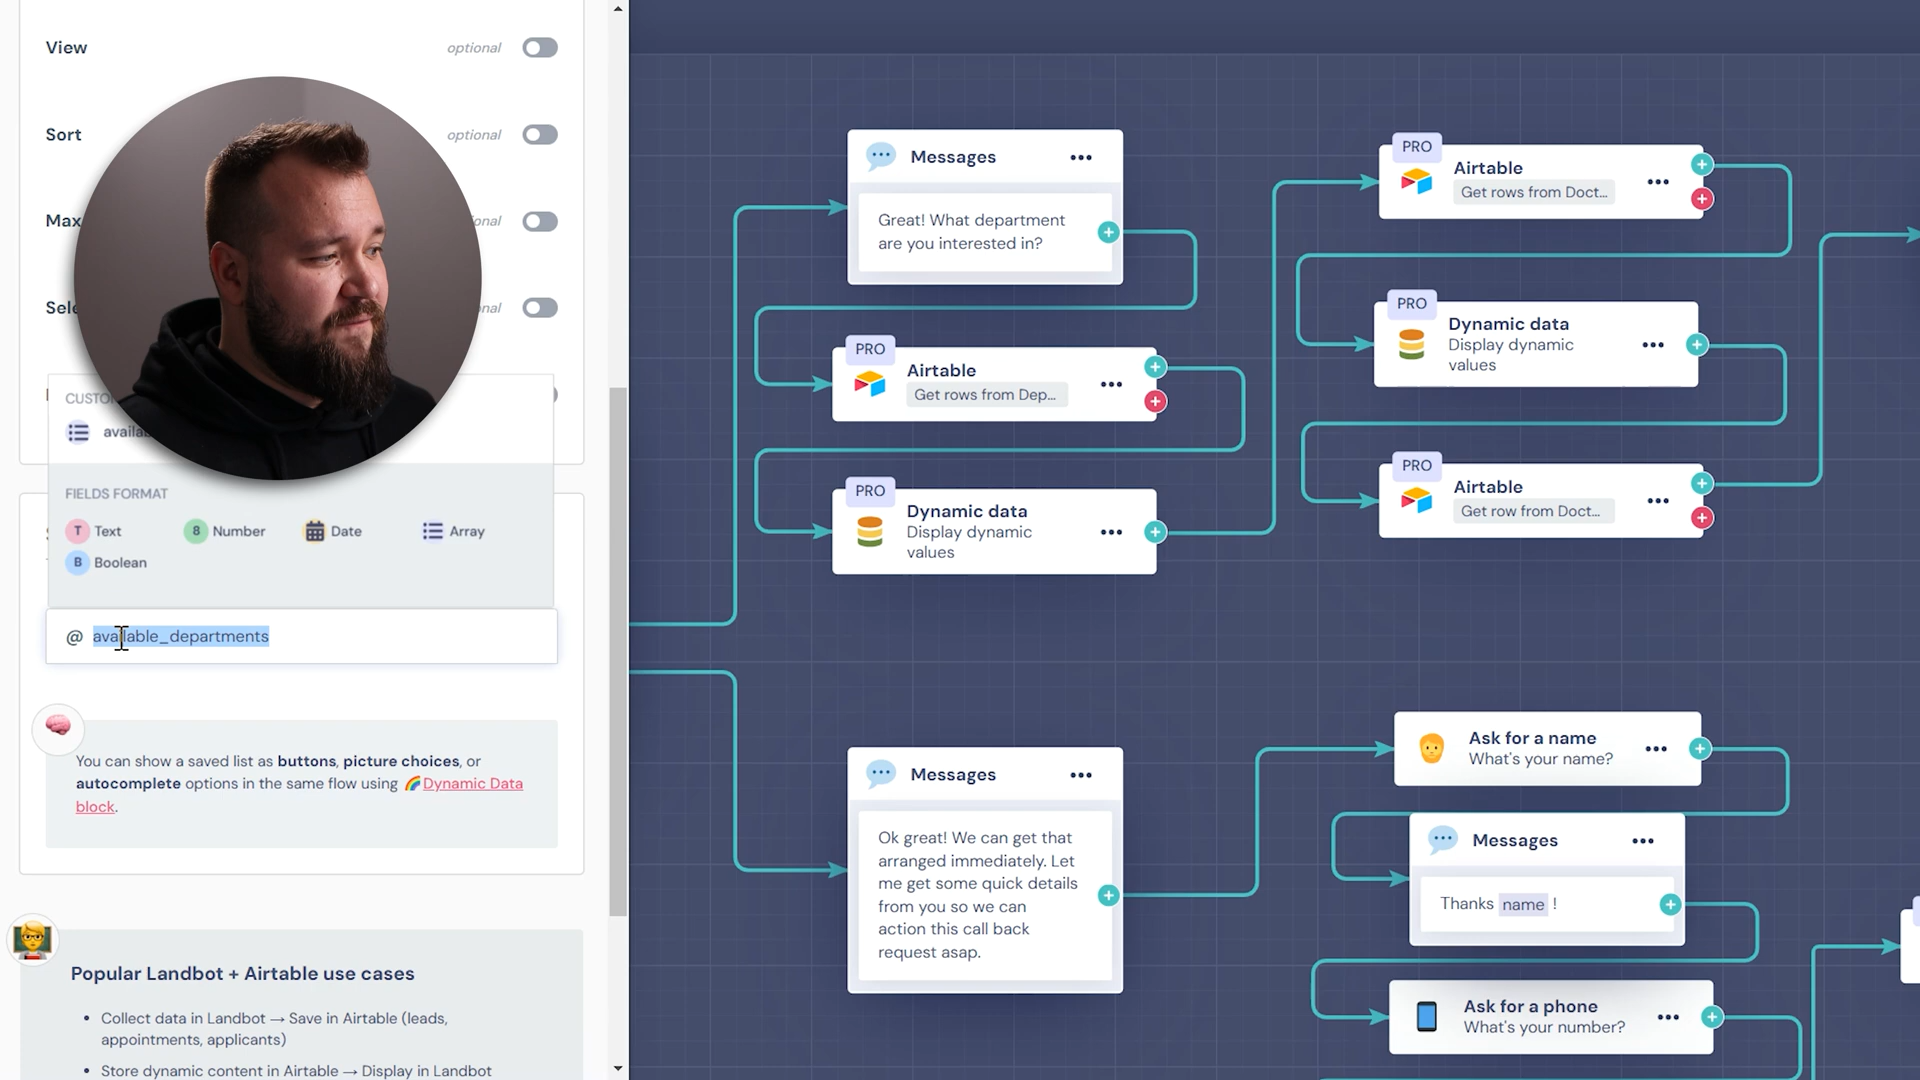 View
optional
Sort
optional
Max
onal
Sele
nal
CUSTO
availab
FIELDS FORMAT
T Text
8 Number
Date
Array
B Boolean
@ available_departments
You can show a saved list as buttons, picture choices, or
autocomplete options in the same flow using 🌈Dynamic Data
block.
Popular Landbot + Airtable use cases
• Collect data in Landbot → Save in Airtable (leads,
appointments, applicants)
• Store dynamic content in Airtable → Display in Landbot
Messages
Great! What department
are you interested in?
PRO
Airtable
Get rows from Dep...
PRO
Dynamic data
Display dynamic
values
PRO
Airtable
Get rows from Doct...
PRO
Dynamic data
Display dynamic
values
PRO
Airtable
Get row from Doct...
Messages
Ok great! We can get that
arranged immediately. Let
me get some quick details
from you so we can
action this call back
request asap.
Ask for a name
What's your name?
Messages
Thanks name !
Ask for a phone
What's your number?